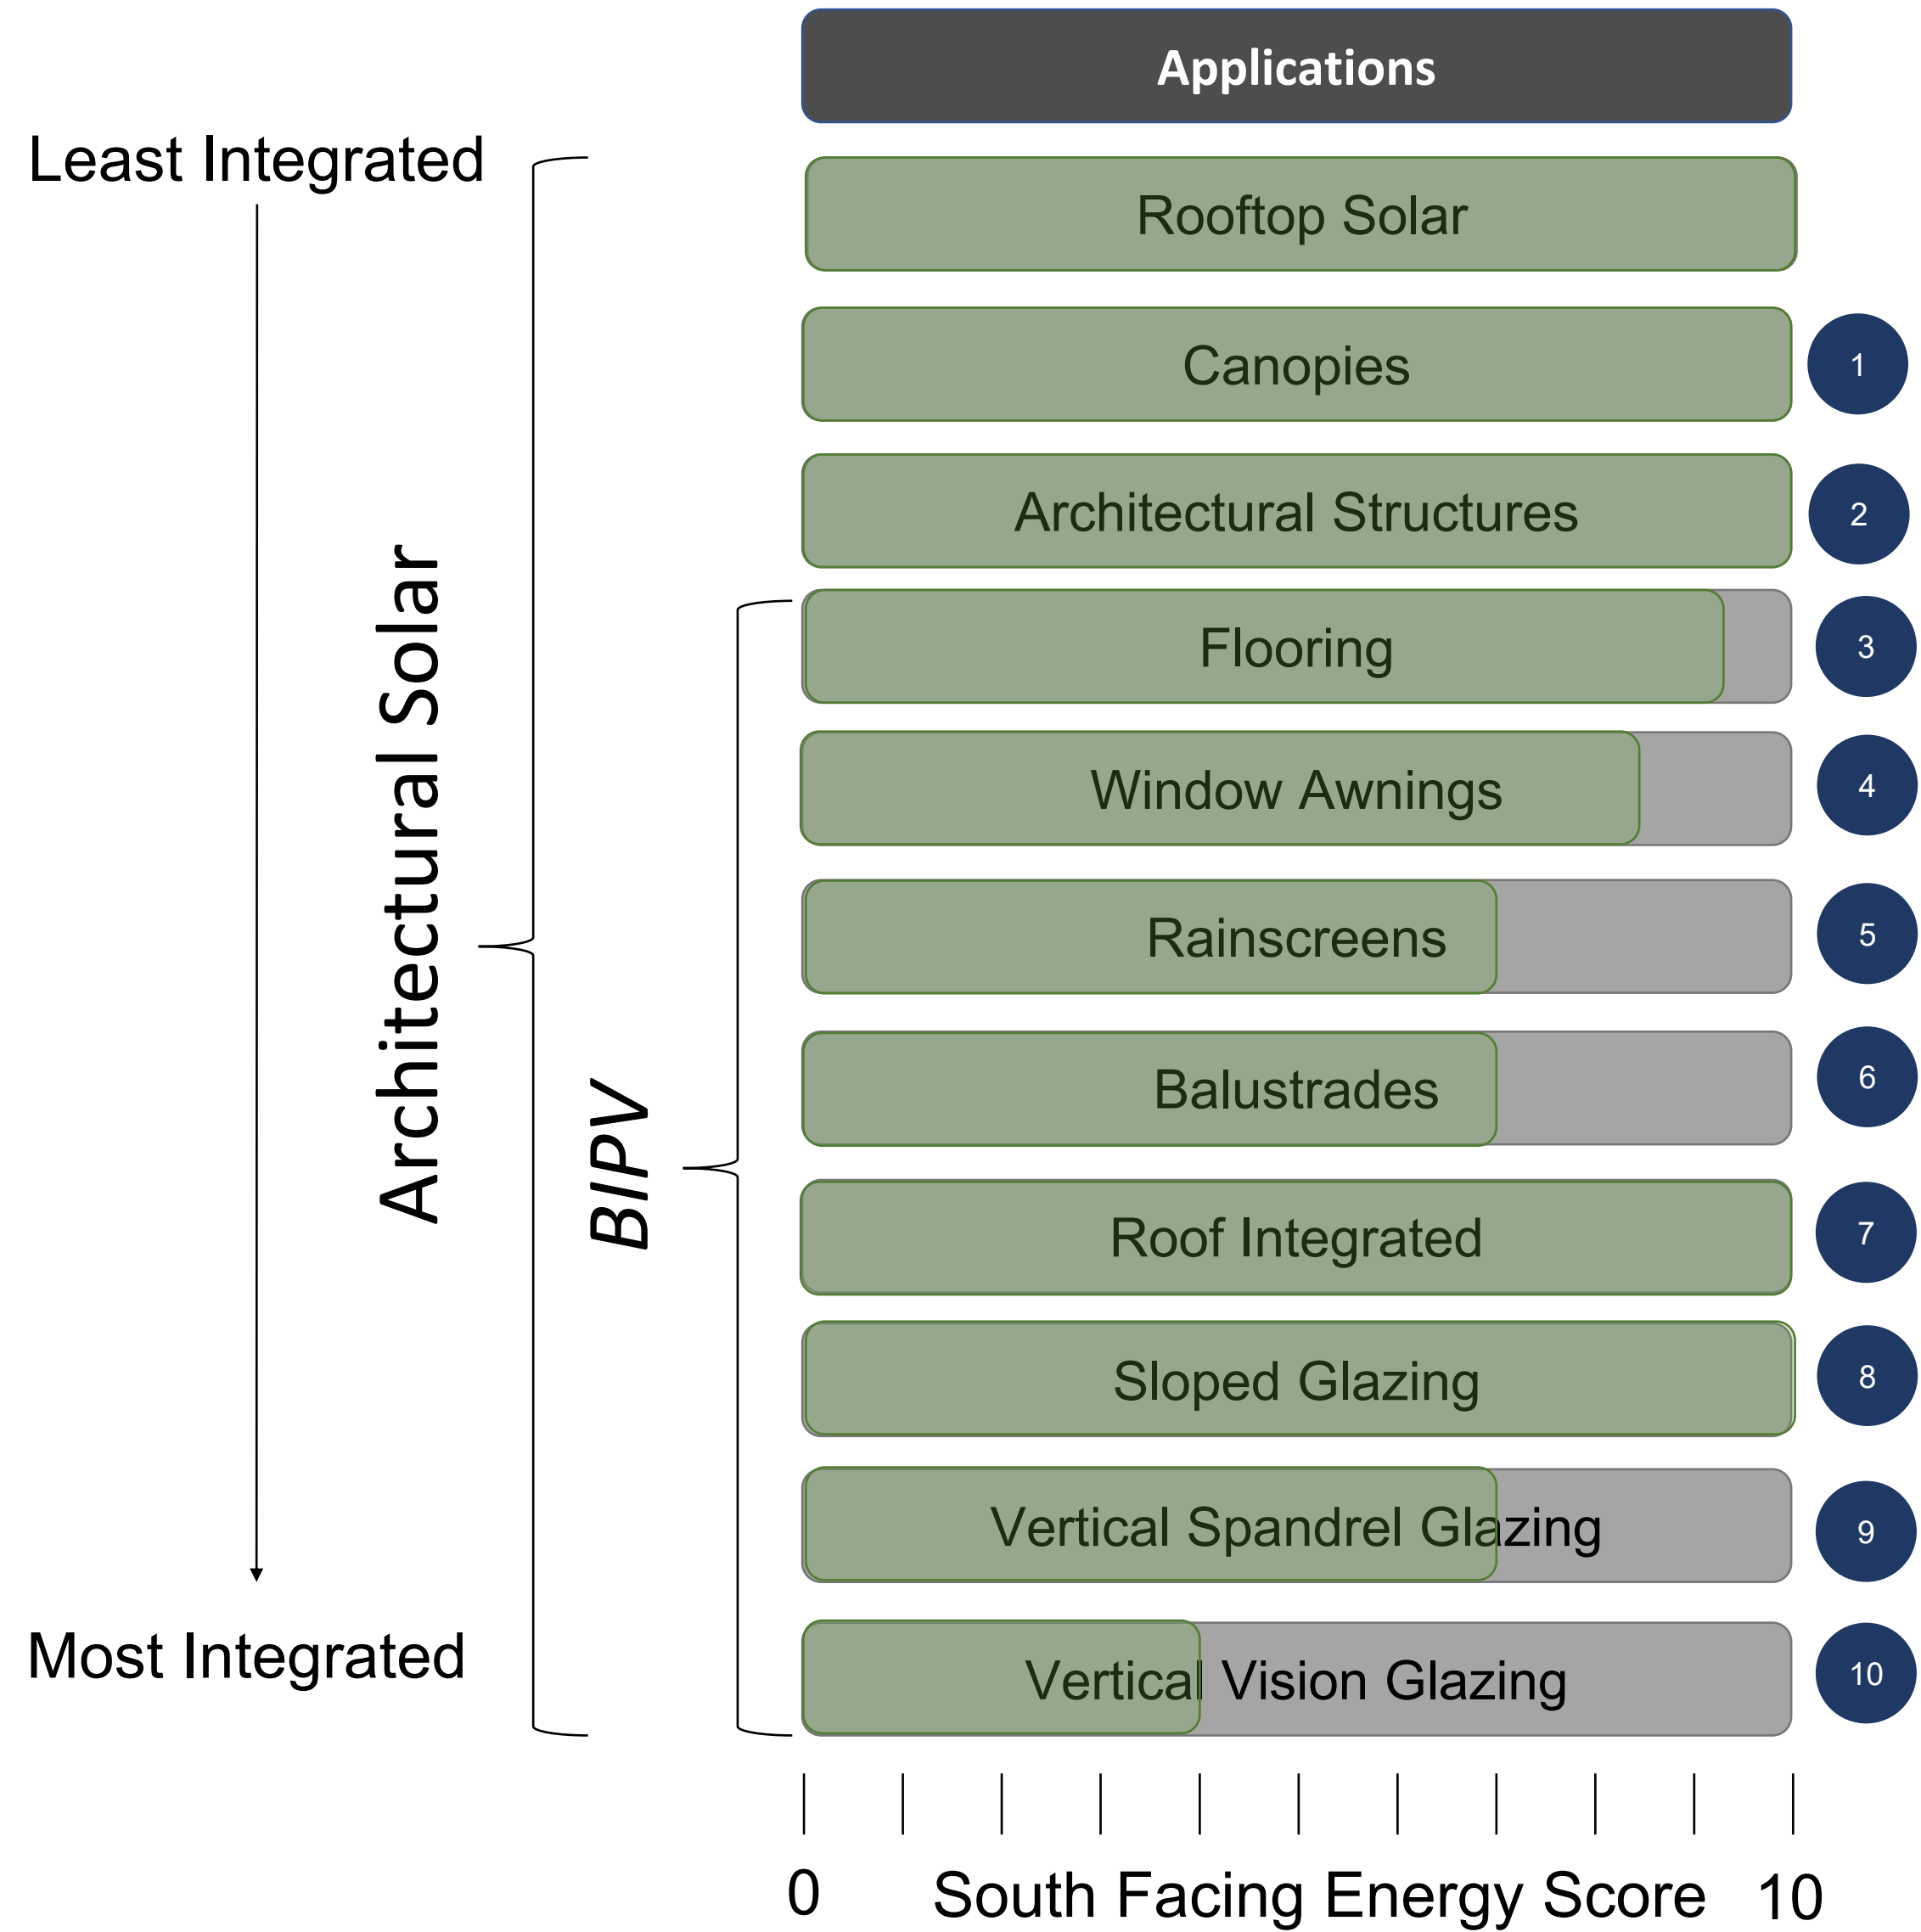 Applications
Least Integrated
Rooftop Solar
Canopies
1
Architectural Structures
2
Architectural Solar
Flooring
3
Window Awnings
4
Rainscreens
5
BIPV
Balustrades
6
Roof Integrated
7
Sloped Glazing
8
Vertical Spandrel Glazing
9
Most Integrated
Vertical Vision Glazing
10
0 South Facing Energy Score 10